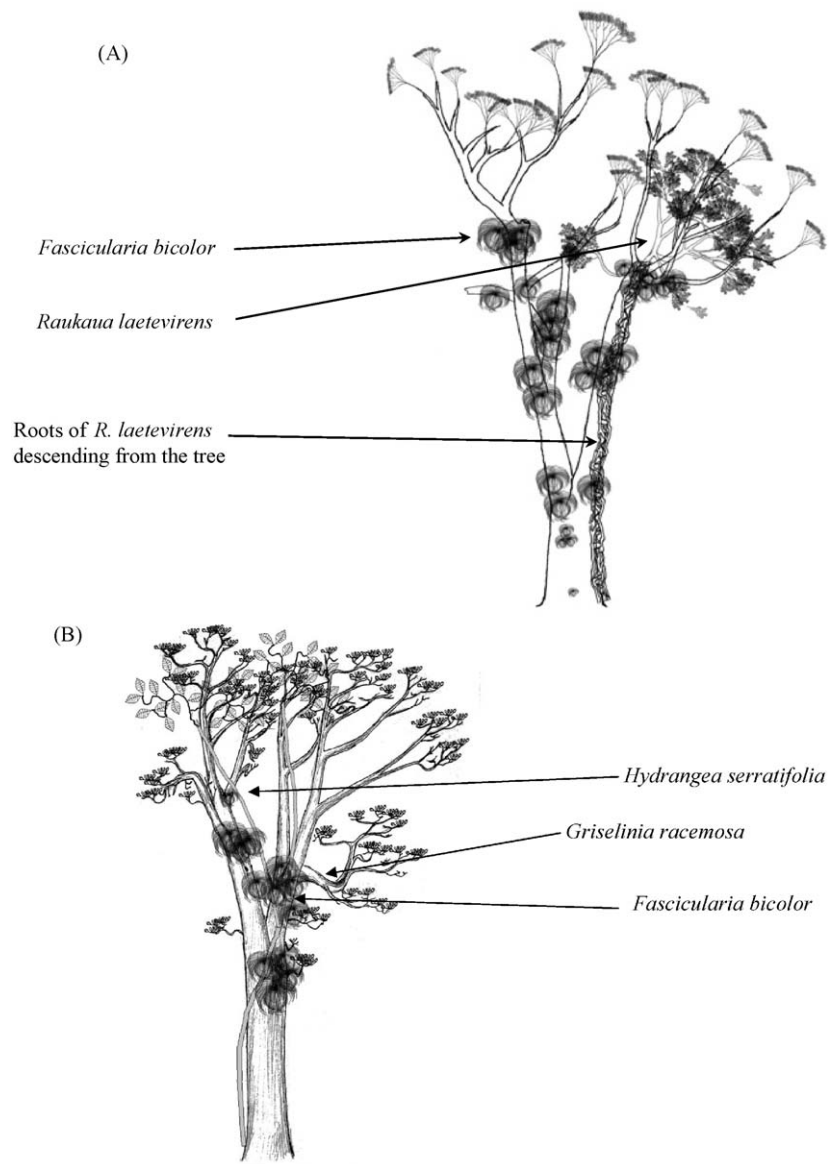 (A)
Fascicularia bicolor
Raukaua laetevirens
Roots of R. laetevirens
descending from the tree
(B)
Hydrangea serratifolia
Griselinia racemosa
Fascicularia bicolor